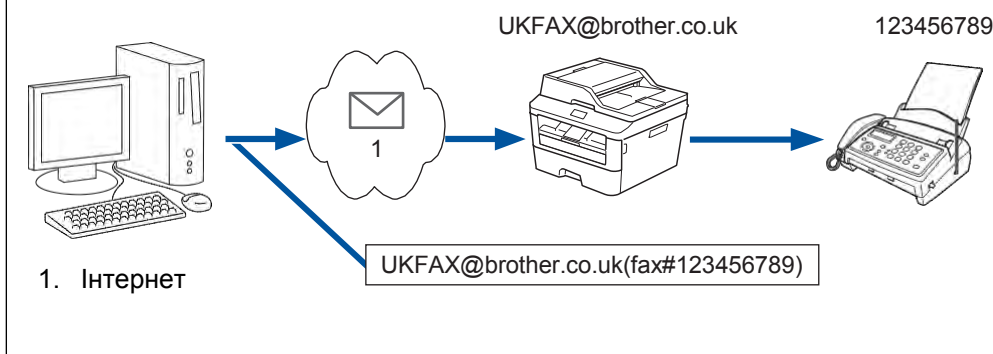 UKFAX@brother.co.uk 123456789
1
UKFAX@brother.co.uk(fax#123456789)
1. Інтернет